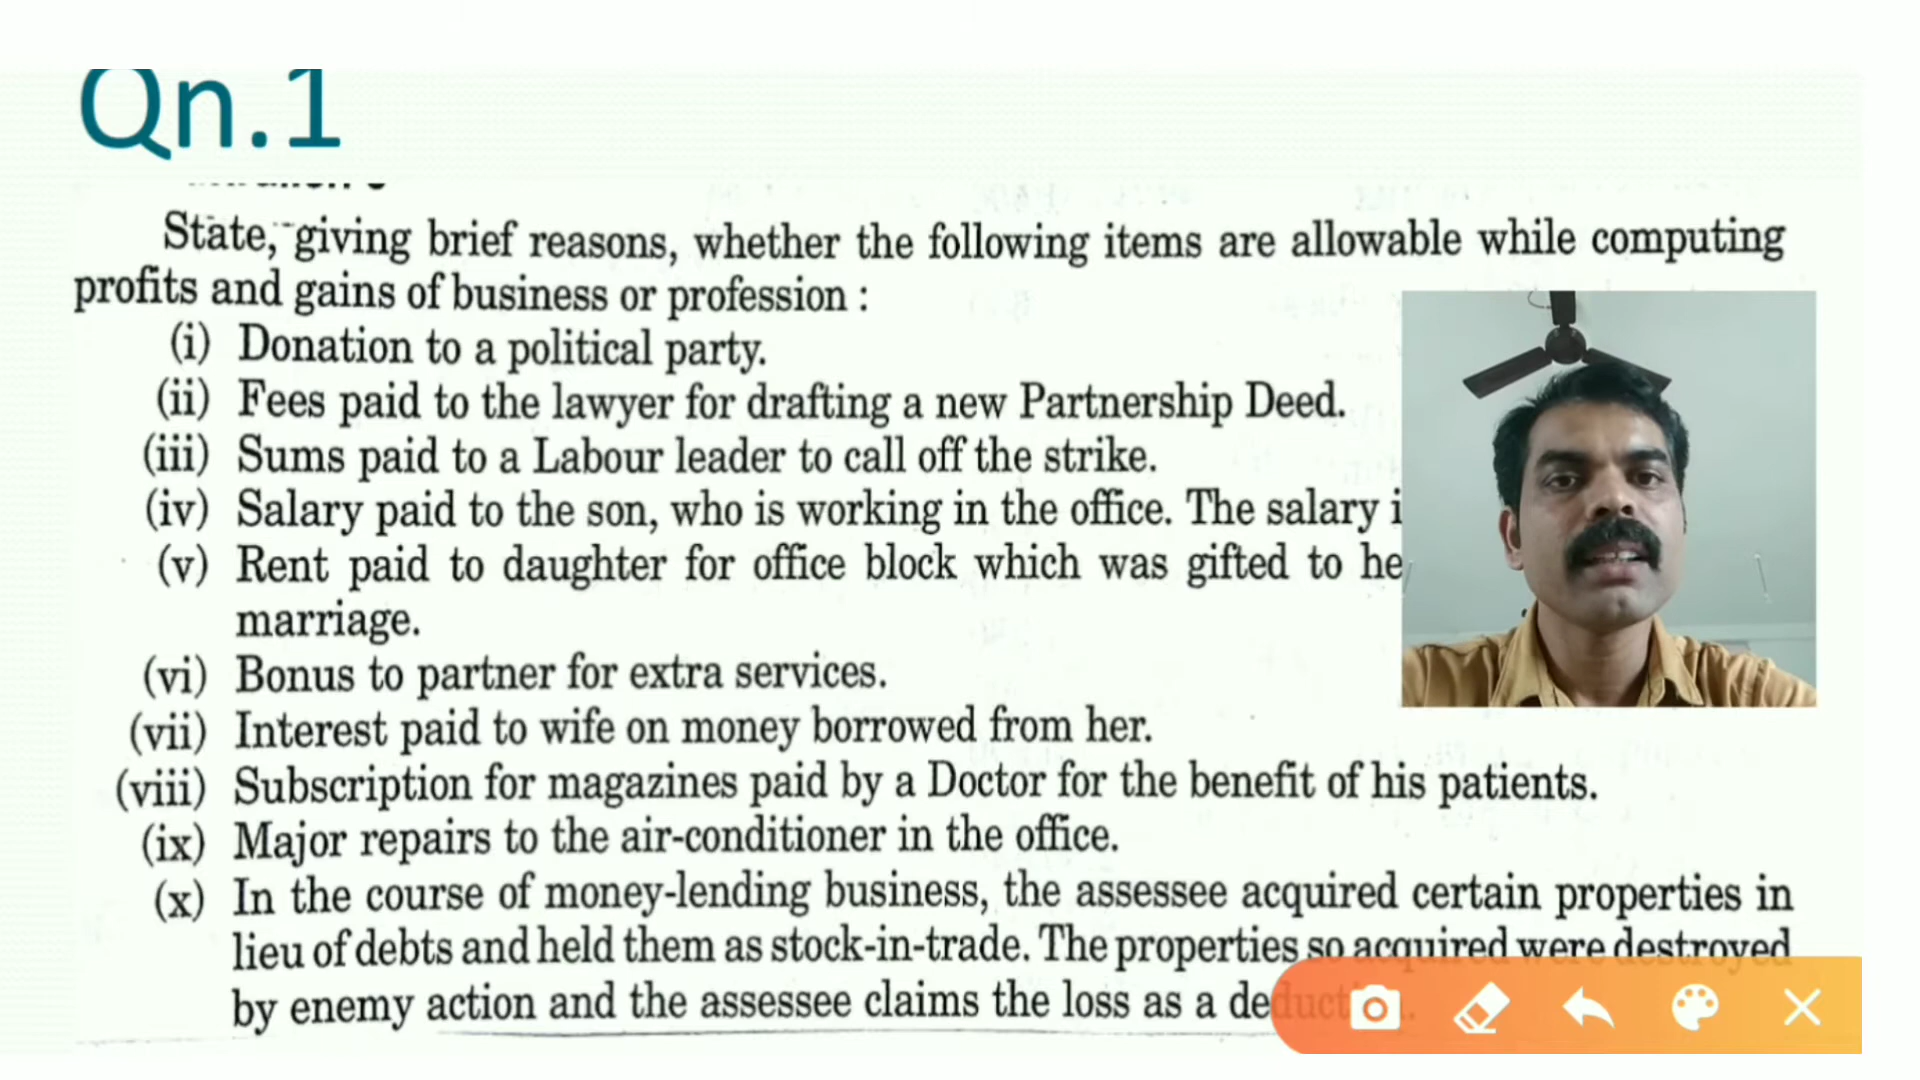 Qn.1
State, giving brief reasons, whether the following items are allowable while computing
profits and gains of business or profession :
(i) Donation to a political party.
(ii) Fees paid to the lawyer for drafting a new Partnership Deed.
(iii) Sums paid to a Labour leader to call off the strike.
(iv) Salary paid to the son, who is working in the office. The salary
(v) Rent paid to daughter for office block which was gifted to
marriage.
(vi) Bonus to partner for extra services.
(vii) Interest paid to wife on money borrowed from her.
(viii) Subscription for magazines paid by a Doctor for the benefit of his patients.
(ix) Major repairs to the air-conditioner in the office.
(x) In the course of money-lending business, the assessee acquired certain properties in
lieu of debts and held them as stock-in-trade. The properties so acquired were destroyed
by enemy action and the assessee claims the loss as a